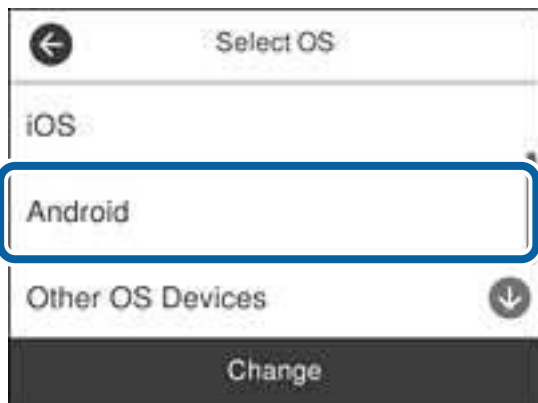 Select OS
iOS
Android
Other OS Devices
Change